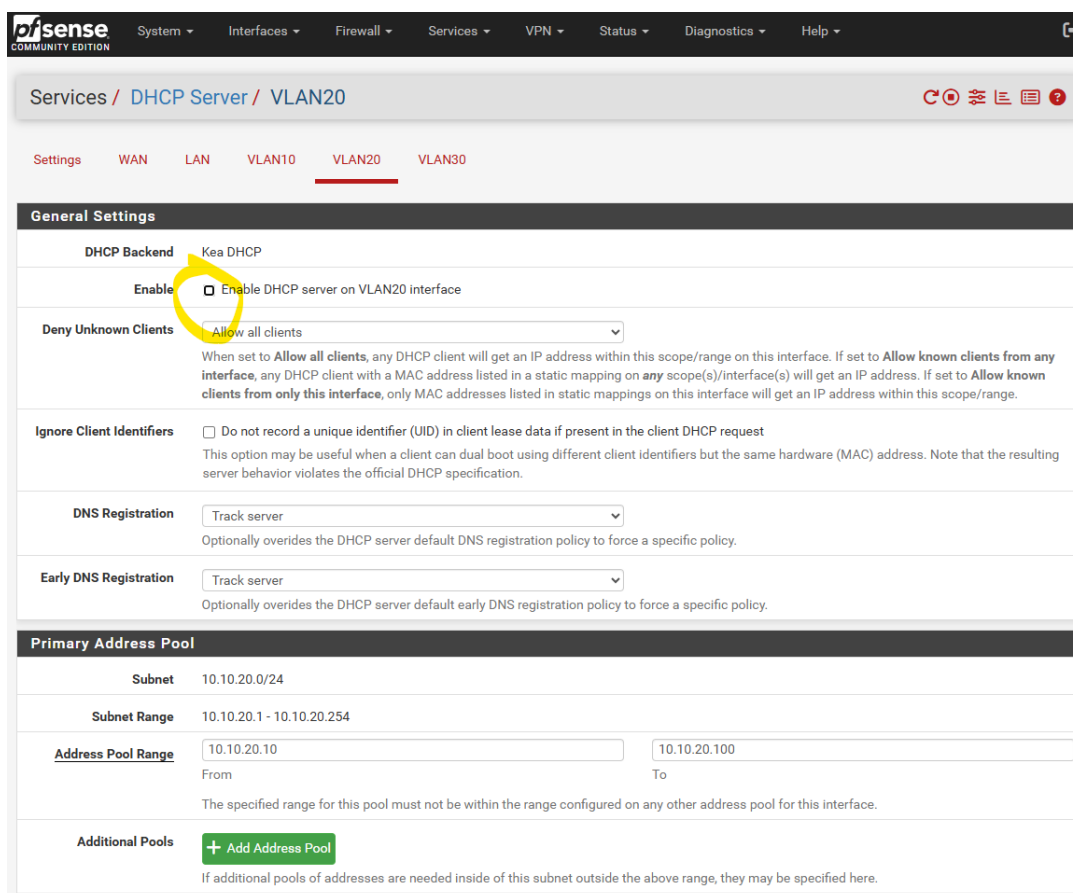 pfsense System Interfaces Firewall Services VPN Status Diagnostics Help
COMMUNITY EDITION
Services / DHCP Server / VLAN20
Settings WAN LAN VLAN10 VLAN20 VLAN30
General Settings
DHCP Backend Kea DHCP
Enable Enable DHCP server on VLAN20 interface
Deny Unknown Clients Allow all clients
When set to Allow all clients, any DHCP client will get an IP address within this scope/range on this interface. If set to Allow known clients from any
interface, any DHCP client with a MAC address listed in a static mapping on any scope(s)/interface(s) will get an IP address. If set to Allow known
clients from only this interface, only MAC addresses listed in static mappings on this interface will get an IP address within this scope/range.
Ignore Client Identifiers Do not record a unique identifier (UID) in client lease data if present in the client DHCP request
This option may be useful when a client can dual boot using different client identifiers but the same hardware (MAC) address. Note that the resulting
server behavior violates the official DHCP specification.
DNS Registration Track server
Optionally overides the DHCP server default DNS registration policy to force a specific policy.
Early DNS Registration Track server
Optionally overides the DHCP server default early DNS registration policy to force a specific policy.
Primary Address Pool
Subnet 10.10.20.0/24
Subnet Range 10.10.20.1 - 10.10.20.254
Address Pool Range 10.10.20.10 10.10.20.100
From To
The specified range for this pool must not be within the range configured on any other address pool for this interface.
Additional Pools + Add Address Pool
If additional pools of addresses are needed inside of this subnet outside the above range, they may be specified here.